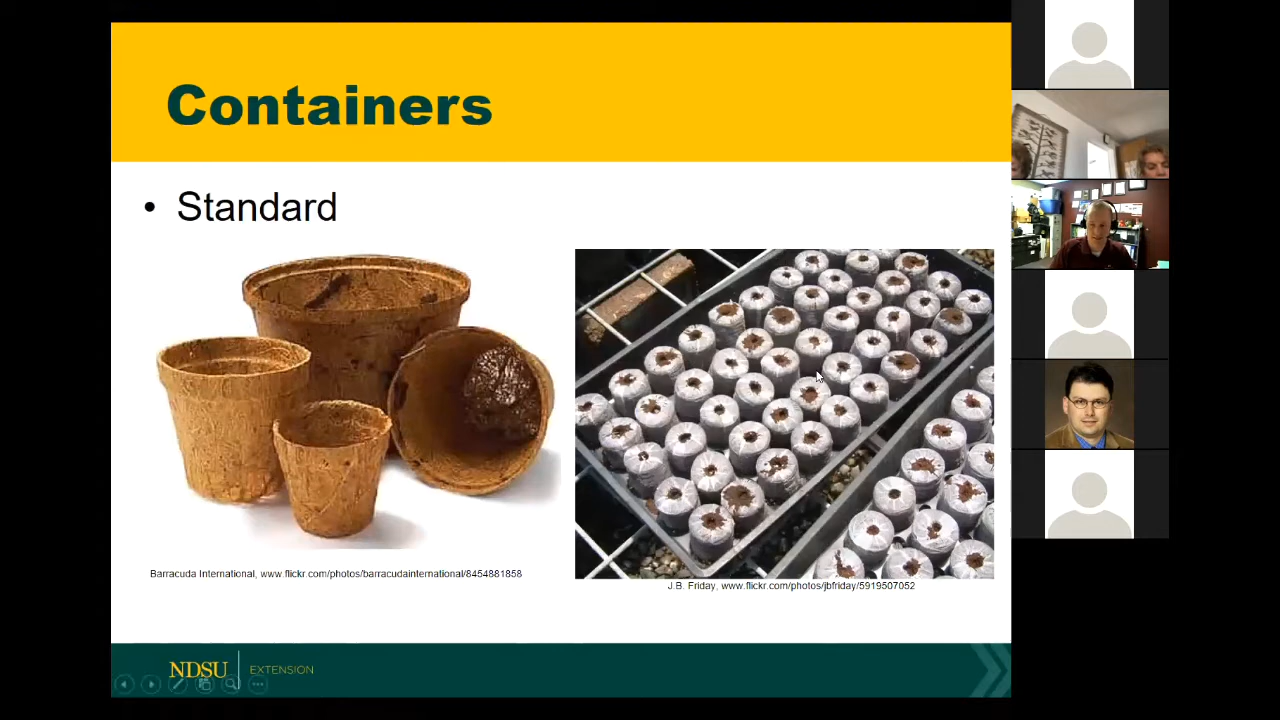 Containers
• Standard
Barracuda International, www.flickr.com/photos/barracudainternational/8454881858
J.B. Friday, www.flickr.com/photos/jbfriday/5919507052
NDSU EXTENSION